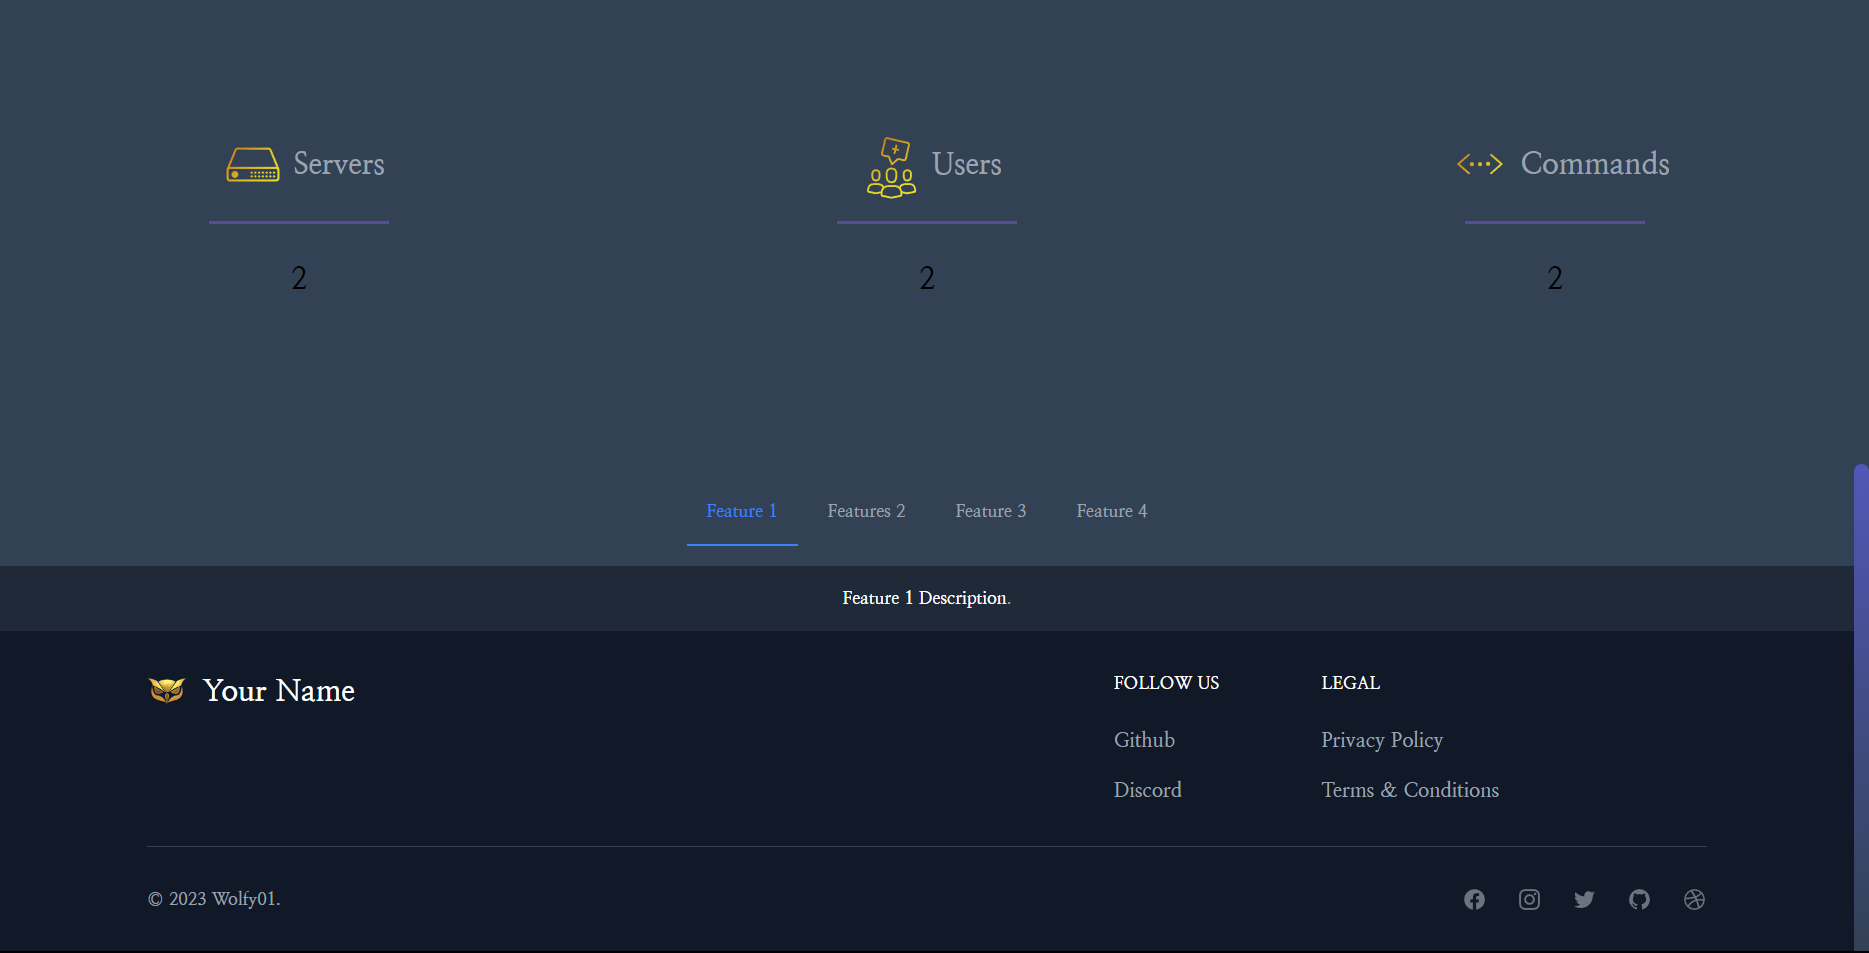 Servers
Users
Commands
2
2
2
Feature 1
Features 2
Feature 3
Feature 4
Feature 1 Description.
Your Name
FOLLOW US
Github
Discord
LEGAL
Privacy Policy
Terms & Conditions
© 2023 Wolfy01.